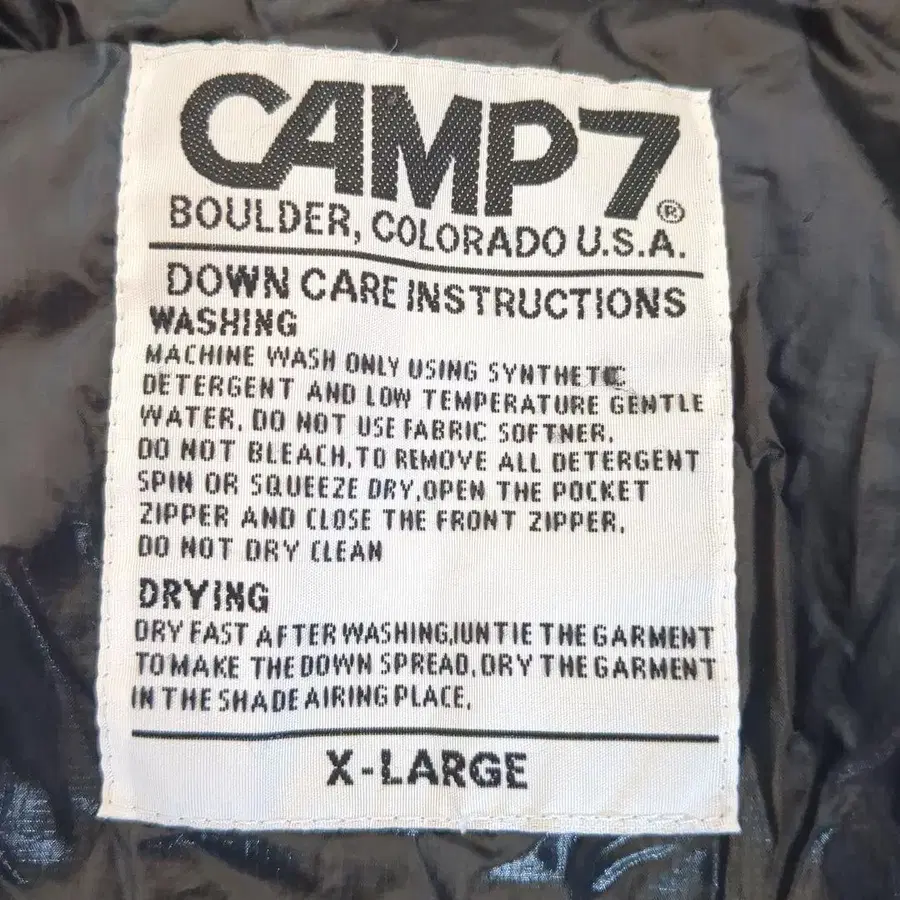 CAMP7®
BOULDER, COLORADO U.S.A.
DOWN CARE INSTRUCTIONS
WASHING
MACHINE WASH ONLY USING SYNTHETC
DETERGENT AND LOW TEMPERATURE GENTLE
WATER. DO NOT USE FABRIC SOFTNER.
DO NOT BLEACH, TO REMOVE ALL DETERGENT
SPIN OR SQUEEZE DRY, OPEN THE POCKET
ZIPPER AND CLOSE THE FRONT ZIPPER.
DO NOT DRY CLEAN
DRYING
DRY FAST AFTER WASHING, IUNTIE THE GARMENT
TO MAKE THE DOWN SPREAD, DRY THE GARMENT
IN THE SHADE AIRING PLACE.
X-LARGE